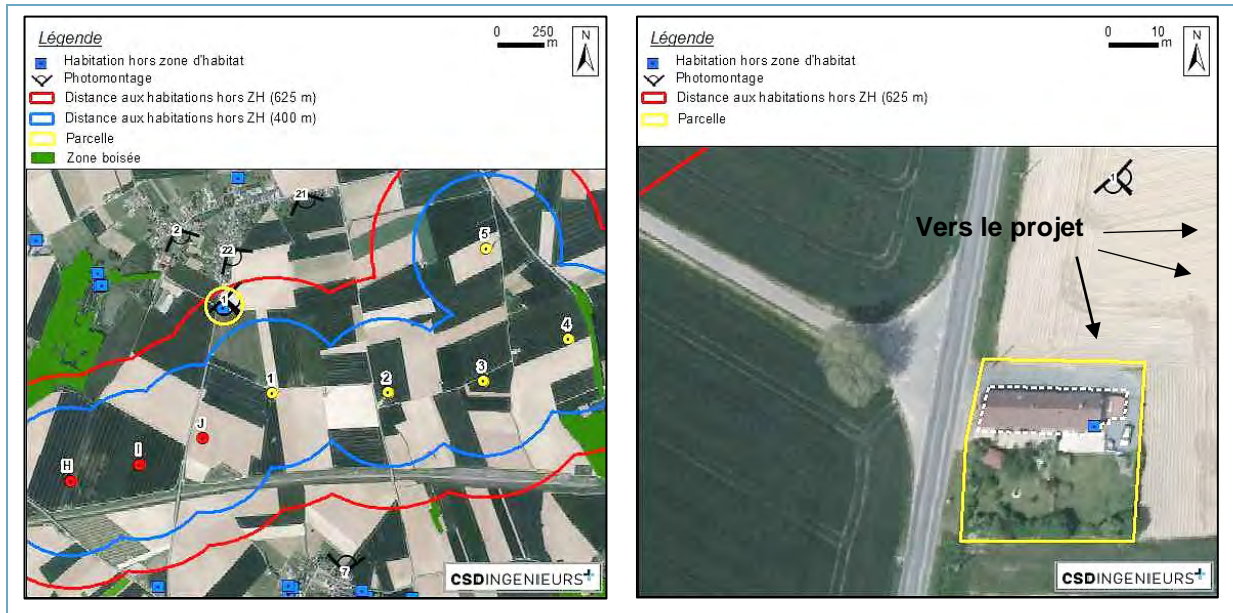 Légende
0 250
m
N
Habitation hors zone d'habitat
Photomontage
Distance aux habitations hors ZH (625 m)
Distance aux habitations hors ZH (400 m)
Parcelle
Zone boisée
21
2
22
5
1
4
3
1
2
J
I
H
7
CSDINGENIEURS+
Légende
0 10
m
N
Habitation hors zone d'habitat
Photomontage
Distance aux habitations hors ZH (625 m)
Parcelle
1
Vers le projet
CSDINGENIEURS+